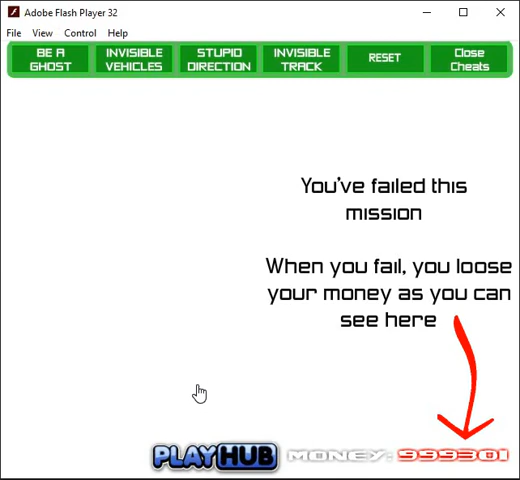 Adobe Flash Player 32
File View Control Help
BE A
GHOST
INVISIBLE
VEHICLES
STUPID
DIRECTION
INVISIBLE
TRACK
RESET
Close
Cheats
You've failed this
mission
When you fail, you loose
your money as you can
see here
PLAYHUB MONEY: 999301